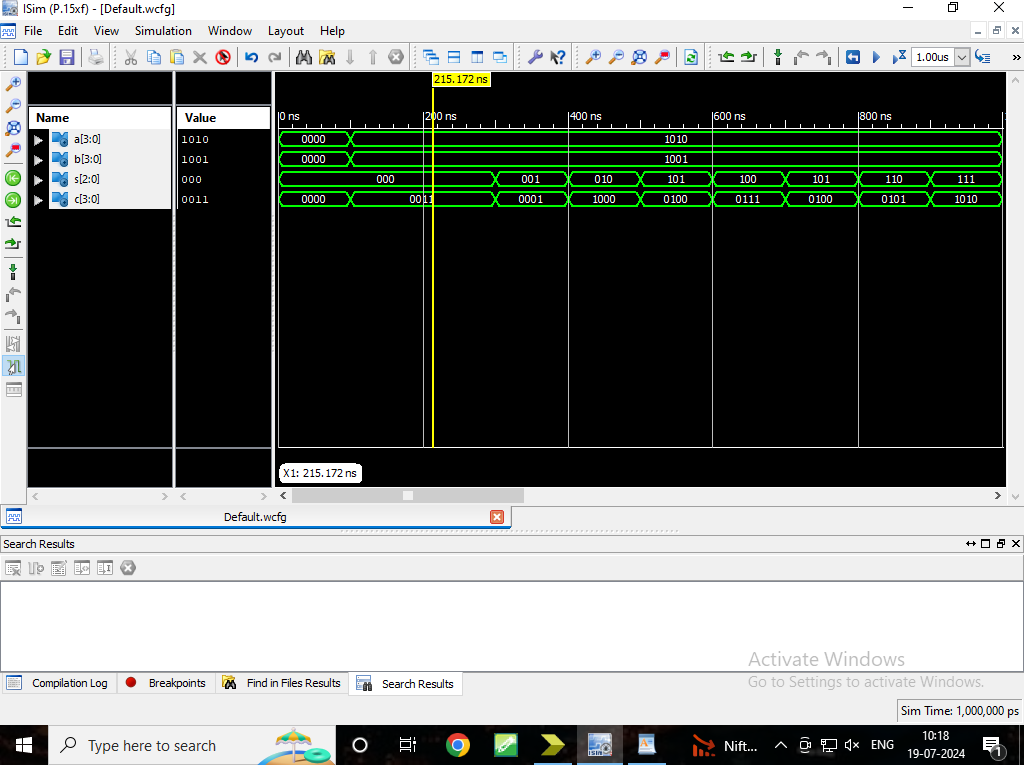 ISim (P.15xf) - [Default.wcfg]
File Edit View Simulation Window Layout Help
1.00us
»
215.172 ns
Name Value
0 ns 200 ns 400 ns 600 ns 800 ns
a[3:0] 1010 0000 1010
b[3:0] 1001 0000 1001
s[2:0] 000 000 001 010 101 100 101 110 111
c[3:0] 0011 0000 0011 0001 1000 0100 0111 0100 0101 1010
X1: 215.172 ns
Default.wcfg
Search Results
Activate Windows
Go to Settings to activate Windows.
Compilation Log Breakpoints Find in Files Results Search Results
Sim Time: 1,000,000 ps
Type here to search
Nift...
ENG
10:18
19-07-2024
1